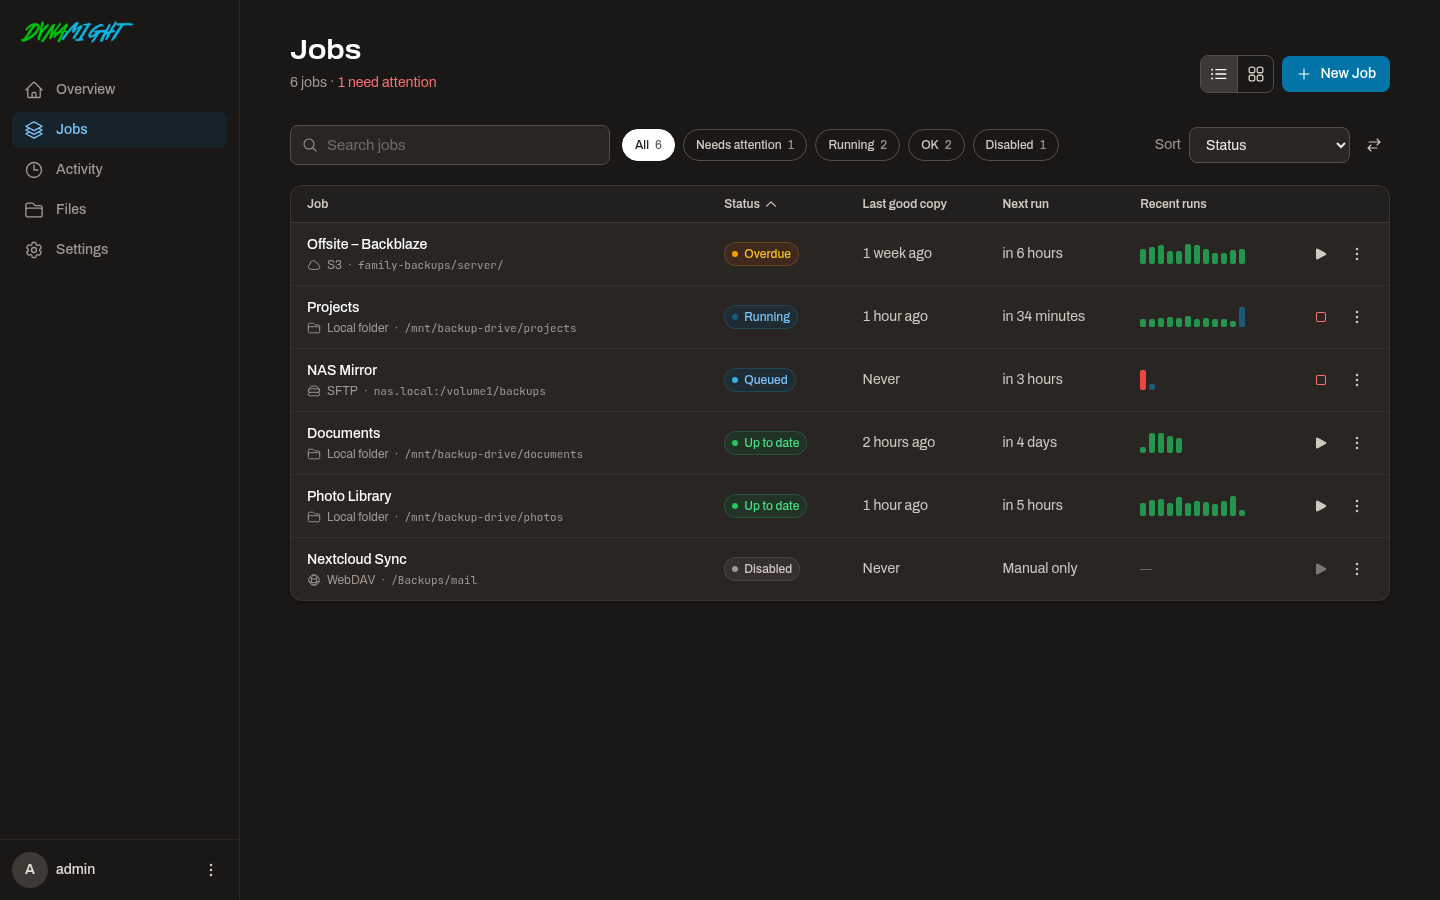 DYNAMIGHT
Overview
Jobs
Activity
Files
Settings
A admin
Jobs
6 jobs · 1 need attention
New Job
Search jobs
All 6 Needs attention 1 Running 2 OK 2 Disabled 1
Sort Status
Job Status Last good copy Next run Recent runs
Offsite – Backblaze
S3 · family-backups/server/
Overdue 1 week ago in 6 hours
Projects
Local folder · /mnt/backup-drive/projects
Running 1 hour ago in 34 minutes
NAS Mirror
SFTP · nas.local:/volume1/backups
Queued Never in 3 hours
Documents
Local folder · /mnt/backup-drive/documents
Up to date 2 hours ago in 4 days
Photo Library
Local folder · /mnt/backup-drive/photos
Up to date 1 hour ago in 5 hours
Nextcloud Sync
WebDAV · /Backups/mail
Disabled Never Manual only —